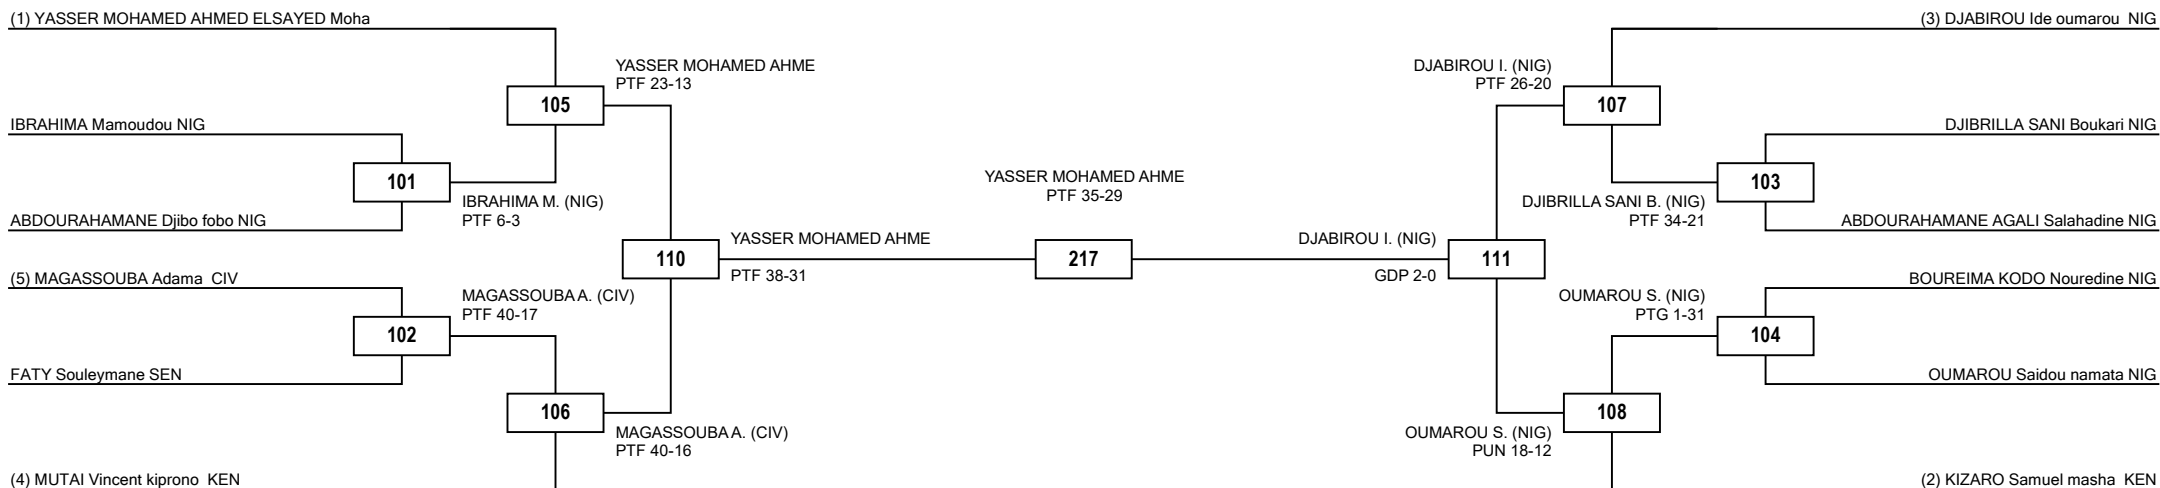 (1) YASSER MOHAMED AHMED ELSAYED Moha
(3) DJABIROU Ide oumarou NIG
YASSER MOHAMED AHME
PTF 23-13
DJABIROU I. (NIG)
PTF 26-20
105
107
IBRAHIMA Mamoudou NIG
DJIBRILLA SANI Boukari NIG
101
103
YASSER MOHAMED AHME
PTF 35-29
IBRAHIMA M. (NIG)
PTF 6-3
DJIBRILLA SANI B. (NIG)
PTF 34-21
ABDOURAHAMANE Djibo fobo NIG
ABDOURAHAMANE AGALI Salahadine NIG
110
YASSER MOHAMED AHME
PTF 38-31
217
DJABIROU I. (NIG)
GDP 2-0
111
(5) MAGASSOUBA Adama CIV
BOUREIMA KODO Nouredine NIG
MAGASSOUBA A. (CIV)
PTF 40-17
OUMAROU S. (NIG)
PTG 1-31
102
104
FATY Souleymane SEN
OUMAROU Saidou namata NIG
106
108
MAGASSOUBA A. (CIV)
PTF 40-16
OUMAROU S. (NIG)
PUN 18-12
(4) MUTAI Vincent kiprono KEN
(2) KIZARO Samuel masha KEN